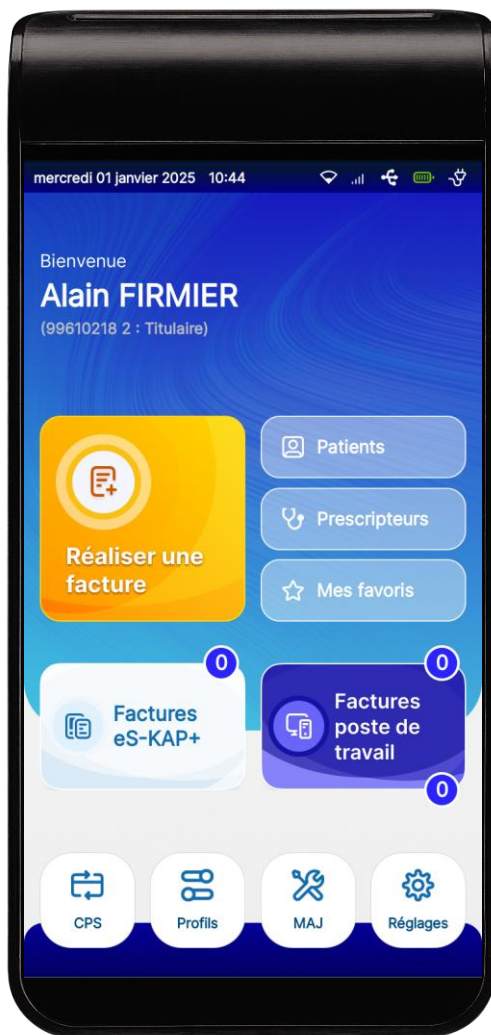 mercredi 01 janvier 2025 10:44
Bienvenue
Alain FIRMIER
(99610218 2 : Titulaire)
Réaliser une
facture
Patients
Prescripteurs
Mes favoris
0
Factures
eS-KAP+
0
Factures
poste de
travail
0
CPS
Profils
MAJ
Réglages